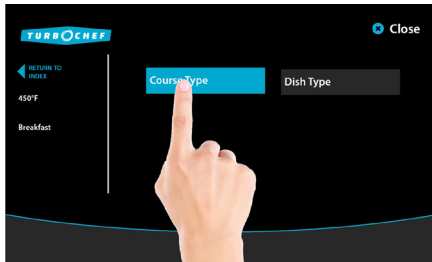 TURBOCHEF
Close
RETURN TO
INDEX
450°F
Breakfast
Course Type
Dish Type